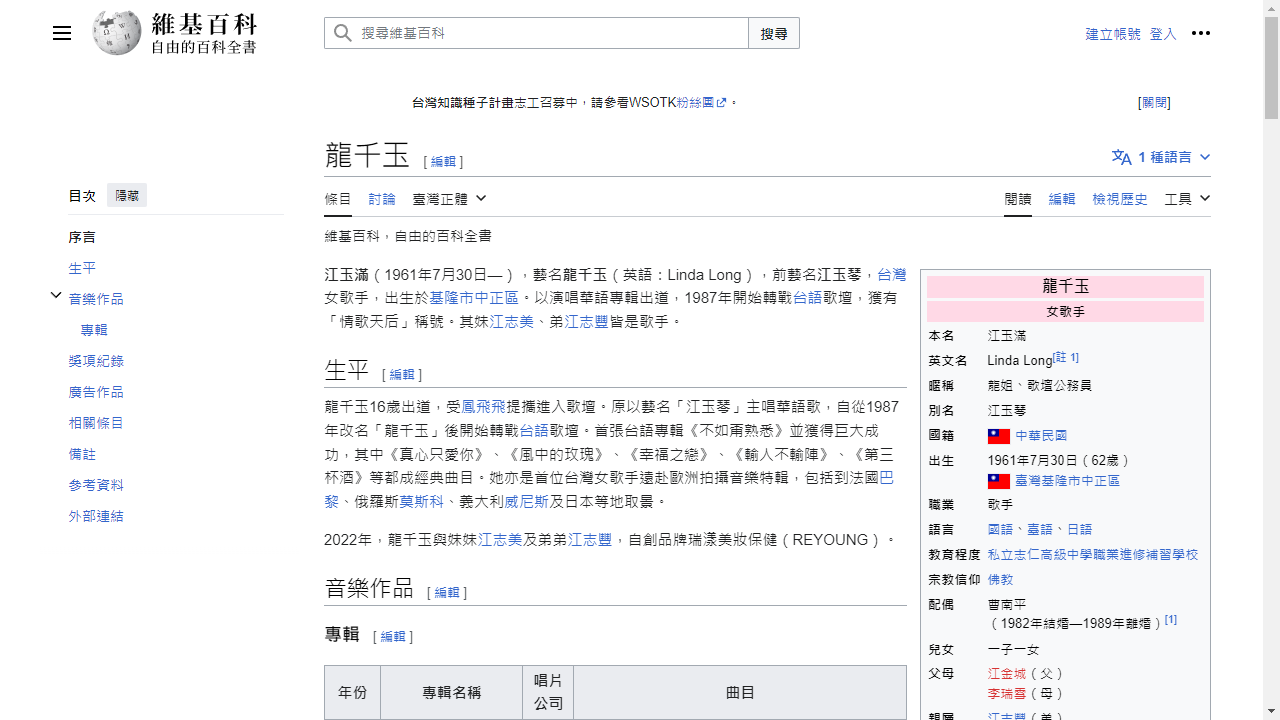 維基百科
自由的百科全書
搜尋維基百科
搜尋
建立帳號 登入
台灣知識種子計畫志工召募中，請參看WSOTK粉絲團。
[關閉]
龍千玉 [ 編輯 ]
1 種語言
目次 隱藏
序言
生平
音樂作品
專輯
獎項紀錄
廣告作品
相關條目
備註
參考資料
外部連結
條目 討論 臺灣正體
閱讀 編輯 檢視歷史 工具
維基百科，自由的百科全書
江玉滿（1961年7月30日—），藝名龍千玉（英語：Linda Long），前藝名江玉琴，台灣
女歌手，出生於基隆市中正區。以演唱華語專輯出道，1987年開始轉戰台語歌壇，獲有
「情歌天后」稱號。其妹江志美、弟江志豐皆是歌手。
生平 [ 編輯 ]
龍千玉16歲出道，受鳳飛飛提攜進入歌壇。原以藝名「江玉琴」主唱華語歌，自從1987
年改名「龍千玉」後開始轉戰台語歌壇。首張台語專輯《不如甭熟悉》並獲得巨大成
功，其中《真心只愛你》、《風中的玫瑰》、《幸福之戀》、《輸人不輸陣》、《第三
杯酒》等都成經典曲目。她亦是首位台灣女歌手遠赴歐洲拍攝音樂特輯，包括到法國巴
黎、俄羅斯莫斯科、義大利威尼斯及日本等地取景。
2022年，龍千玉與妹妹江志美及弟弟江志豐，自創品牌瑞漾美妝保健（REYOUNG）。
音樂作品 [ 編輯 ]
專輯 [ 編輯 ]
年份 專輯名稱 唱片公司 曲目
龍千玉
女歌手
本名 江玉滿
英文名 Linda Long[註 1]
暱稱 龍姐、歌壇公務員
別名 江玉琴
國籍 中華民國
出生 1961年7月30日（62歲）
臺灣基隆市中正區
職業 歌手
語言 國語、臺語、日語
教育程度 私立志仁高級中學職業進修補習學校
宗教信仰 佛教
配偶 曹南平
（1982年結婚—1989年離婚）[1]
兒女 一子一女
父母 江金城（父）
李瑞雪（母）
親屬 江志豐（弟）